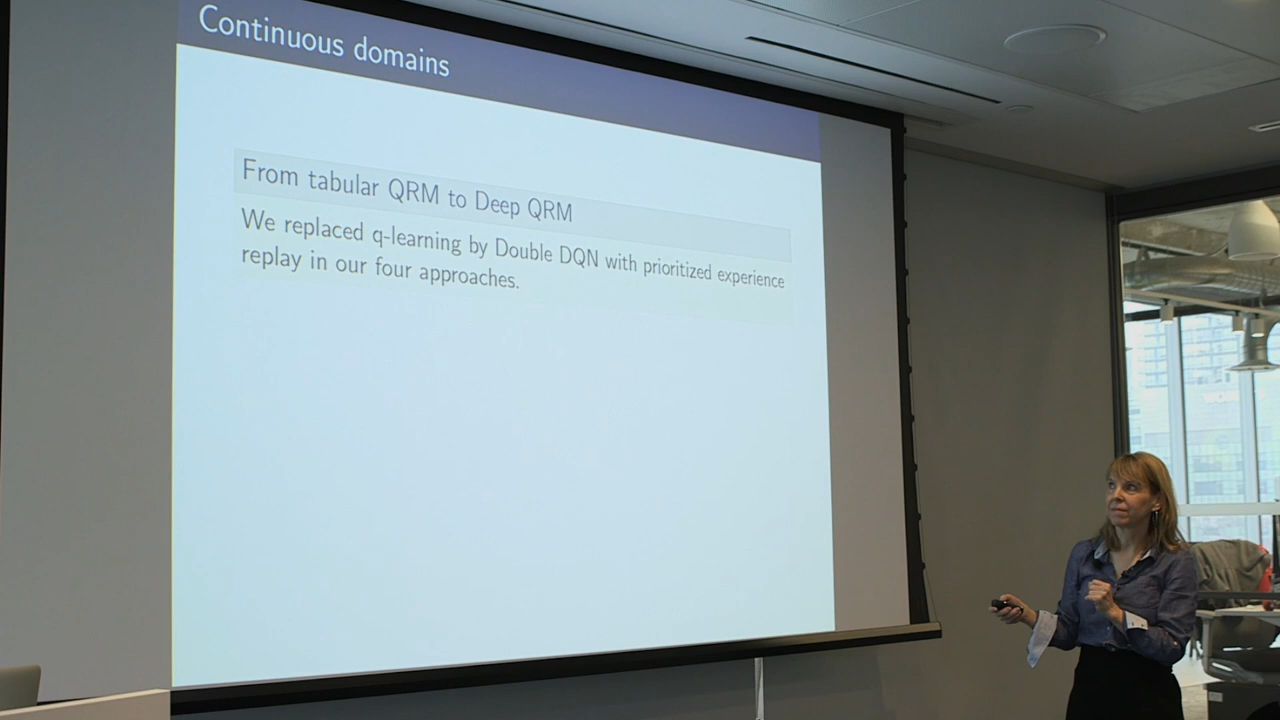 Continuous domains
From tabular QRM to Deep QRM
We replaced q-learning by Double DQN with prioritized experience
replay in our four approaches.